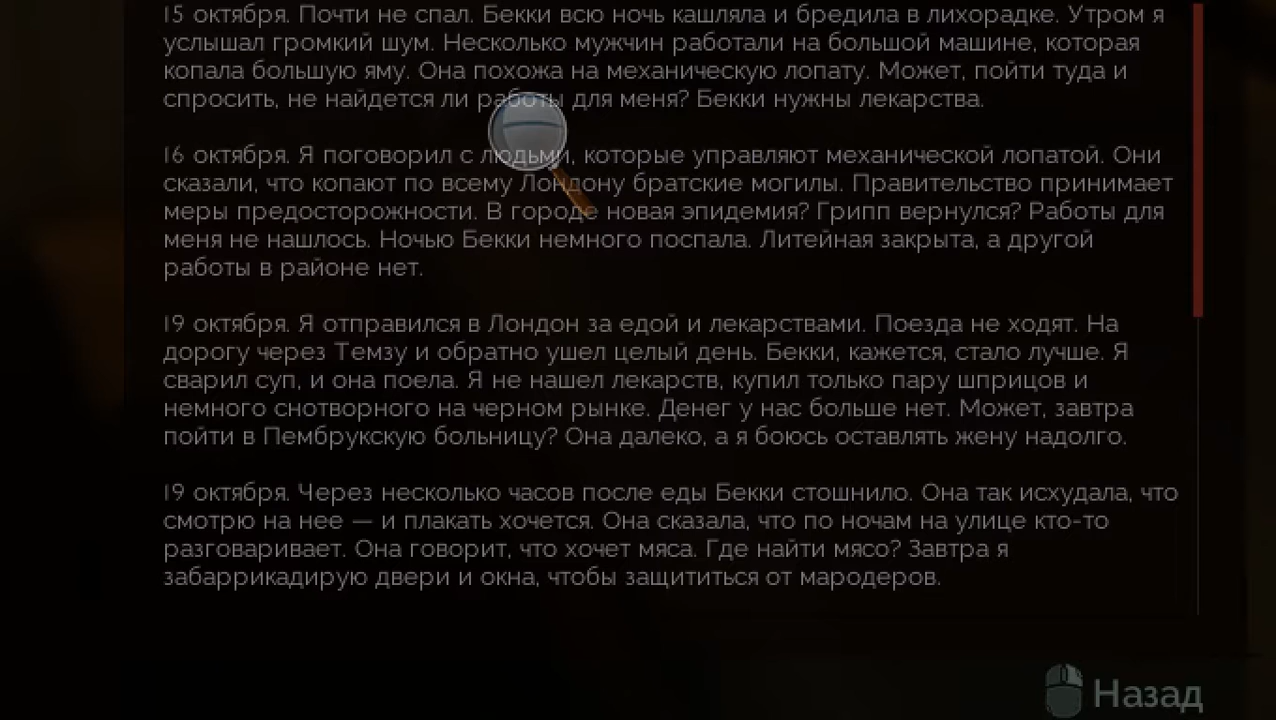 15 октября. Почти не спал. Бекки всю ночь кашляла и бредила в лихорадке. Утром я
услышал громкий шум. Несколько мужчин работали на большой машине, которая
копала большую яму. Она похожа на механическую лопату. Может, пойти туда и
спросить, не найдется ли работы для меня? Бекки нужны лекарства.
16 октября. Я поговорил с людьми, которые управляют механической лопатой. Они
сказали, что копают по всему Лондону братские могилы. Правительство принимает
меры предосторожности. В городе новая эпидемия? Грипп вернулся? Работы для
меня не нашлось. Ночью Бекки немного поспала. Литейная закрыта, а другой
работы в районе нет.
19 октября. Я отправился в Лондон за едой и лекарствами. Поезда не ходят. На
дорогу через Темзу и обратно ушел целый день. Бекки, кажется, стало лучше. Я
сварил суп, и она поела. Я не нашел лекарств, купил только пару шприцов и
немного снотворного на черном рынке. Денег у нас больше нет. Может, завтра
пойти в Пембрукскую больницу? Она далеко, а я боюсь оставлять жену надолго.
19 октября. Через несколько часов после еды Бекки стошнило. Она так исхудала, что
смотрю на нее — и плакать хочется. Она сказала, что по ночам на улице кто-то
разговаривает. Она говорит, что хочет мяса. Где найти мясо? Завтра я
забаррикадирую двери и окна, чтобы защититься от мародеров.
Назад